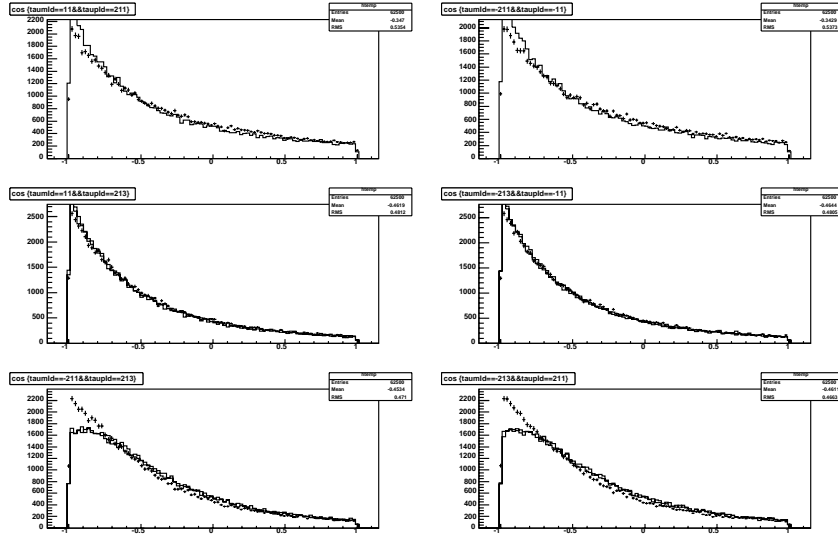 cos {taumId==11&&taupId==211}
htemp
Entries 62500
Mean -0.347
RMS 0.5354
2200
2000
1800
1600
1400
1200
1000
800
600
400
200
0
-1 -0.5 0 0.5 1
cos {taumId==-211&&taupId==-11}
htemp
Entries 62500
Mean -0.3429
RMS 0.5373
2200
2000
1800
1600
1400
1200
1000
800
600
400
200
0
-1 -0.5 0 0.5 1
cos {taumId==11&&taupId==213}
htemp
Entries 62500
Mean -0.4619
RMS 0.4812
2500
2000
1500
1000
500
0
-1 -0.5 0 0.5 1
cos {taumId==-213&&taupId==-11}
htemp
Entries 62500
Mean -0.4644
RMS 0.4805
2500
2000
1500
1000
500
0
-1 -0.5 0 0.5 1
cos {taumId==-211&&taupId==213}
htemp
Entries 62500
Mean -0.4534
RMS 0.471
2200
2000
1800
1600
1400
1200
1000
800
600
400
200
0
-1 -0.5 0 0.5 1
cos {taumId==-213&&taupId==211}
htemp
Entries 62500
Mean -0.4611
RMS 0.4663
2200
2000
1800
1600
1400
1200
1000
800
600
400
200
0
-1 -0.5 0 0.5 1